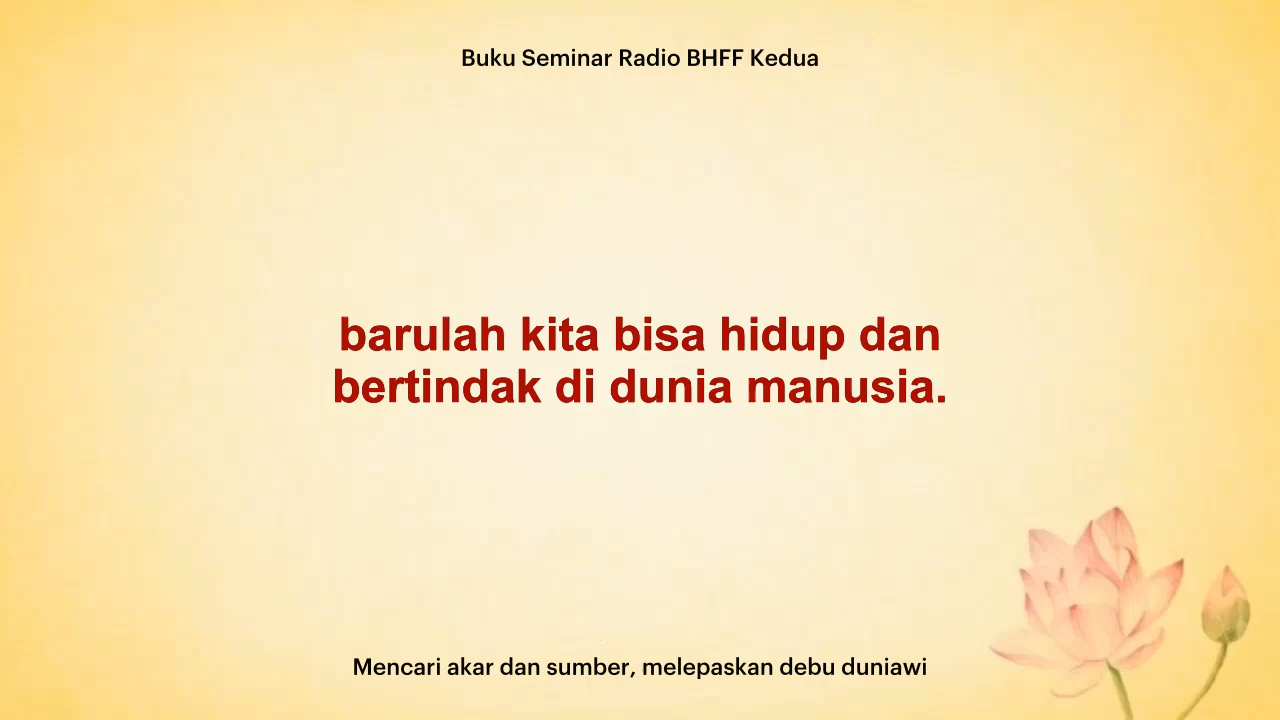 Buku Seminar Radio BHFF Kedua
barulah kita bisa hidup dan
bertindak di dunia manusia.
Mencari akar dan sumber, melepaskan debu duniawi